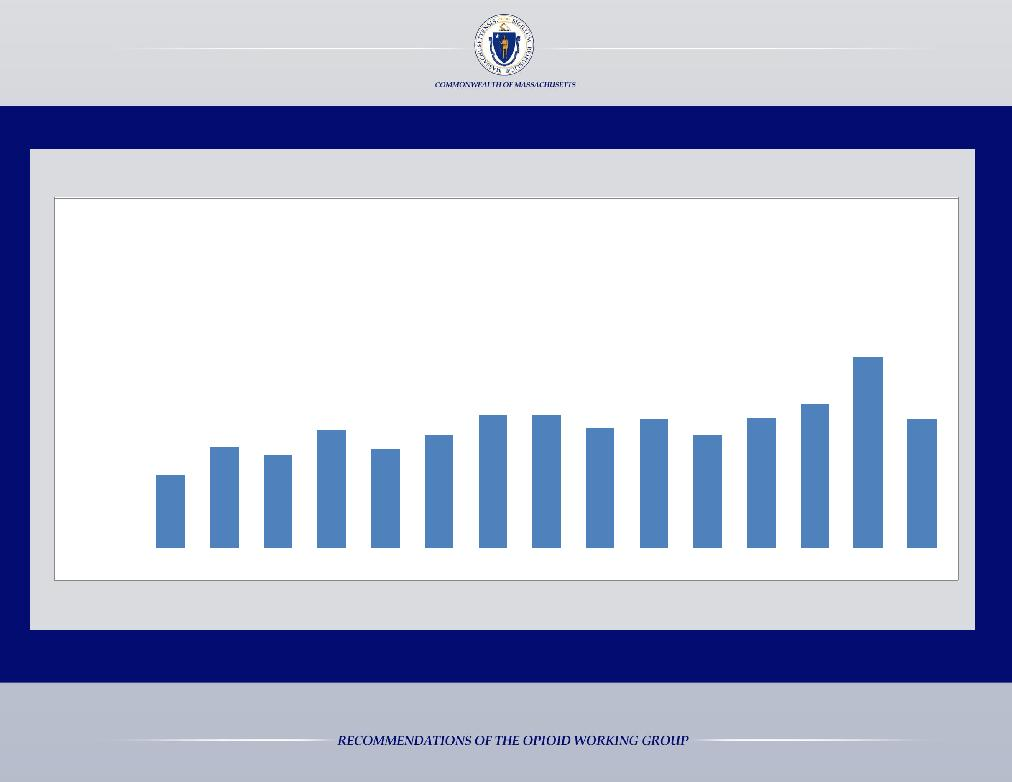 COMMONWEALTH OF MASSACHUSETTS
RECOMMENDATIONS OF THE OPIOID WORKING GROUP